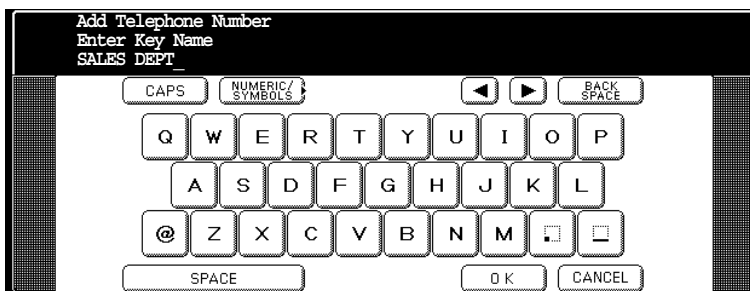 Add Telephone Number
Enter Key Name
SALES DEPT_
CAPS NUMERIC/ SYMBOLS ◀ ▶ BACK SPACE
Q W E R T Y U I O P
A S D F G H J K L
@ Z X C V B N M . _
SPACE OK CANCEL